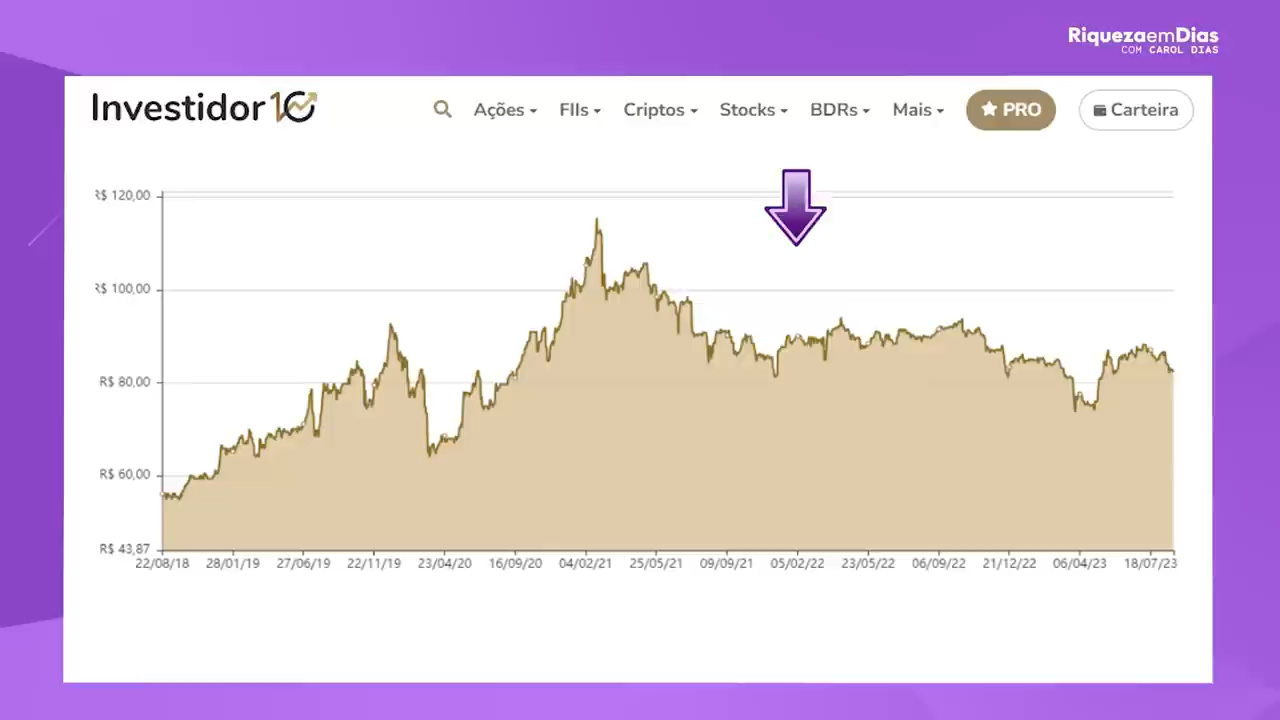 RiquezaemDias
COM CAROL DIAS
Investidor 10
Ações
FIIs
Criptos
Stocks
BDRs
Mais
PRO
Carteira
R$ 120,00
R$ 100,00
R$ 80,00
R$ 60,00
R$ 43,87
22/08/18 28/01/19 27/06/19 22/11/19 23/04/20 16/09/20 04/02/21 25/05/21 09/09/21 05/02/22 23/05/22 06/09/22 21/12/22 06/04/23 18/07/23